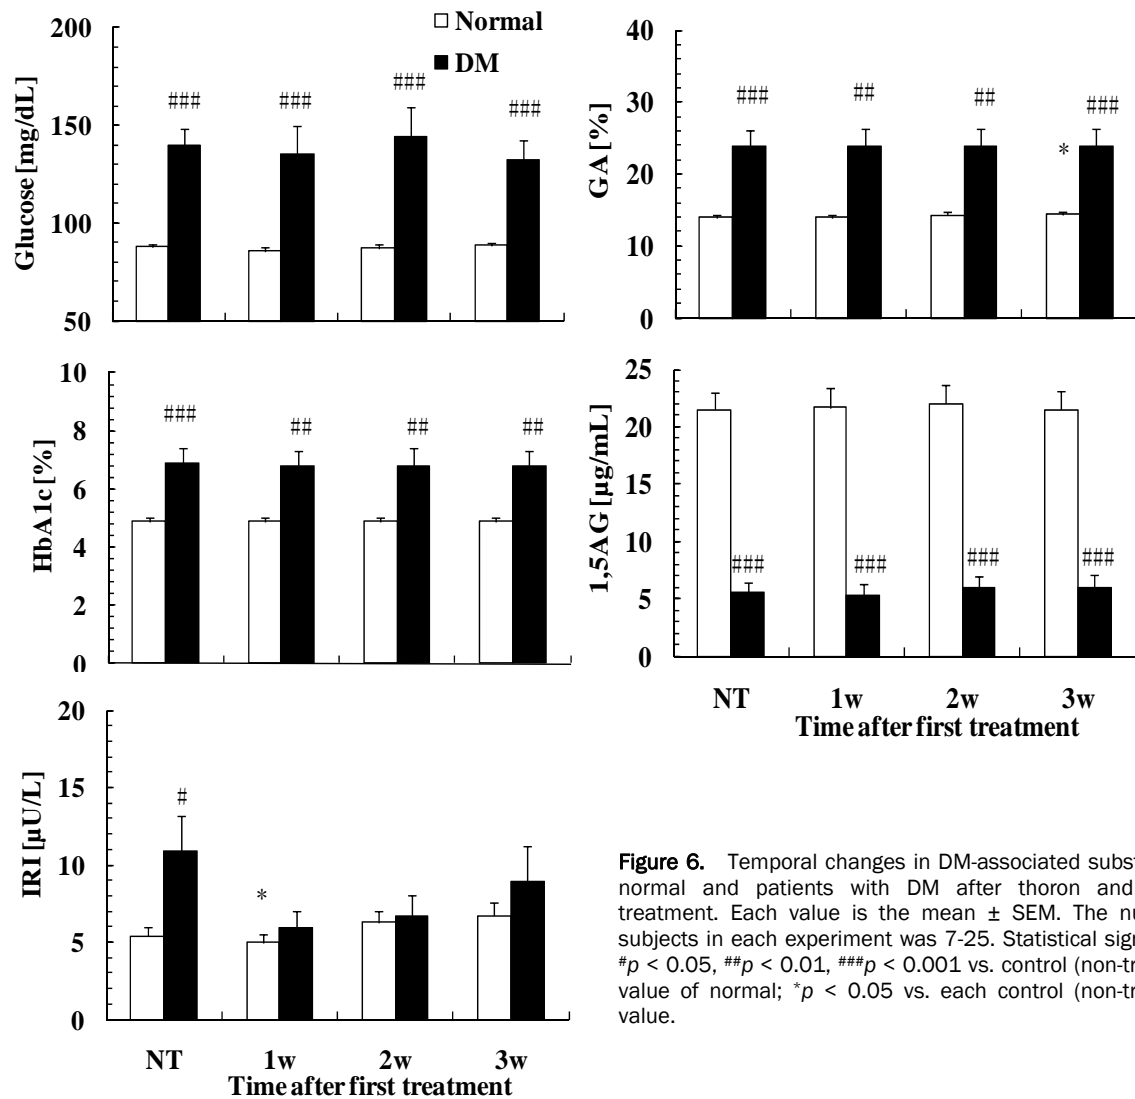 Normal
DM
200
150
100
50
Glucose [mg/dL]
###
###
###
###
40
30
20
10
0
GA [%]
###
##
##
*
###
10
8
6
4
2
0
HbA1c [%]
###
##
##
##
25
20
15
10
5
0
1,5AG [µg/mL]
###
###
###
###
NT 1w 2w 3w
Time after first treatment
20
15
10
5
0
IRI [µU/L]
#
*
NT 1w 2w 3w
Time after first treatment
Figure 6. Temporal changes in DM-associated subst
normal and patients with DM after thoron and
treatment. Each value is the mean ± SEM. The nu
subjects in each experiment was 7-25. Statistical sign
#p < 0.05, ##p < 0.01, ###p < 0.001 vs. control (non-tr
value of normal; *p < 0.05 vs. each control (non-tr
value.